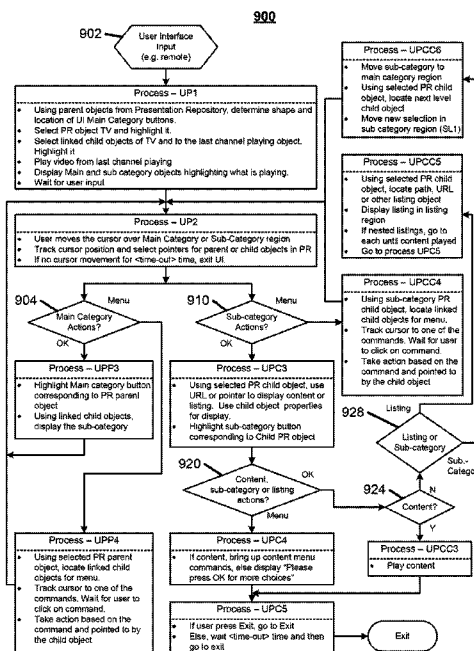 900
902
User Interface
Input
(e.g. remote)
Process – UP1
Using parent objects from Presentation Repository, determine shape and
location of UI Main Category buttons.
Select PR object TV and highlight it.
Select linked child objects of TV and to the last channel playing object.
Highlight it
Play video from last channel playing
Display Main and sub category objects highlighting what is playing.
Wait for user input
Process – UP2
User moves the cursor over Main Category or Sub-Category region
Track cursor position and select pointers for parent or child objects in PR
If no cursor movement for <time-out> time, exit UI.
904
Main Category
Actions?
Menu
OK
Process – UPP3
Highlight Main category button
corresponding to PR parent
object
Using linked child objects,
display the sub-category
Process – UPP4
Using selected PR parent
object, locate linked child
objects for menu.
Track cursor to one of the
commands. Wait for user to
click on command.
Take action based on the
command and pointed to by
the child object
910
Sub-category
Actions?
Menu
OK
Process – UPC3
Using selected PR child object, use
URL or pointer to display content or
listing. Use child object properties
for display.
Highlight sub-category button
corresponding to Child PR object
920
Content,
sub-category or listing
actions?
OK
Menu
Process – UPC4
If content, bring up content menu
commands, else display "Please
press OK for more choices"
Process – UPC5
If user press Exit, go to Exit
Else, wait <time-out> time and then
go to exit
Exit
Process – UPCC6
Move sub-category to
main category region
Using selected PR child
object, locate next level
child object
Move new selection in
sub category region (SL1)
Process – UPCC5
Using selected PR child
object, locate path, URL
or other listing object
Display listing in listing
region
If nested listings, go to
each until content played
Go to process UPC5
Process – UPCC4
Using sub-category PR
child object, locate linked
child objects for menu.
Track cursor to one of the
commands. Wait for user
to click on command.
Take action based on the
command and pointed to
by the child object
928
Listing
Listing or
Sub-category
Sub.-
Category
924
N
Content?
Y
Process – UPCC3
Play content